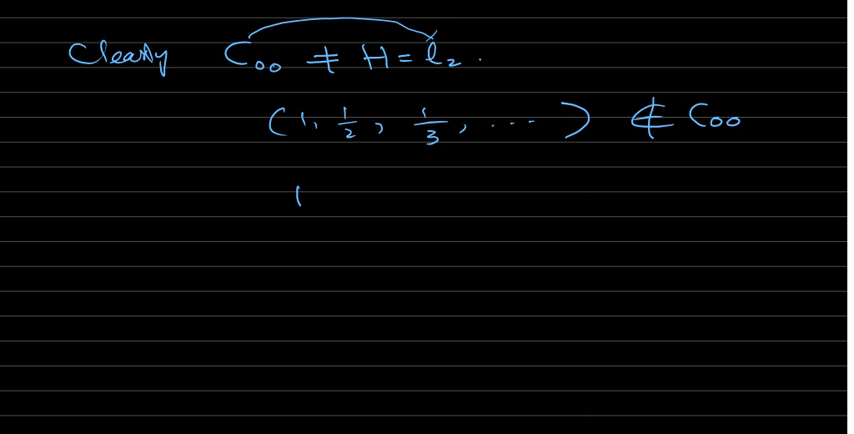 Clearly C₀₀ ≠ H = ℓ₂.
(1, 1/2, 1/3, ...) ∉ C₀₀
(